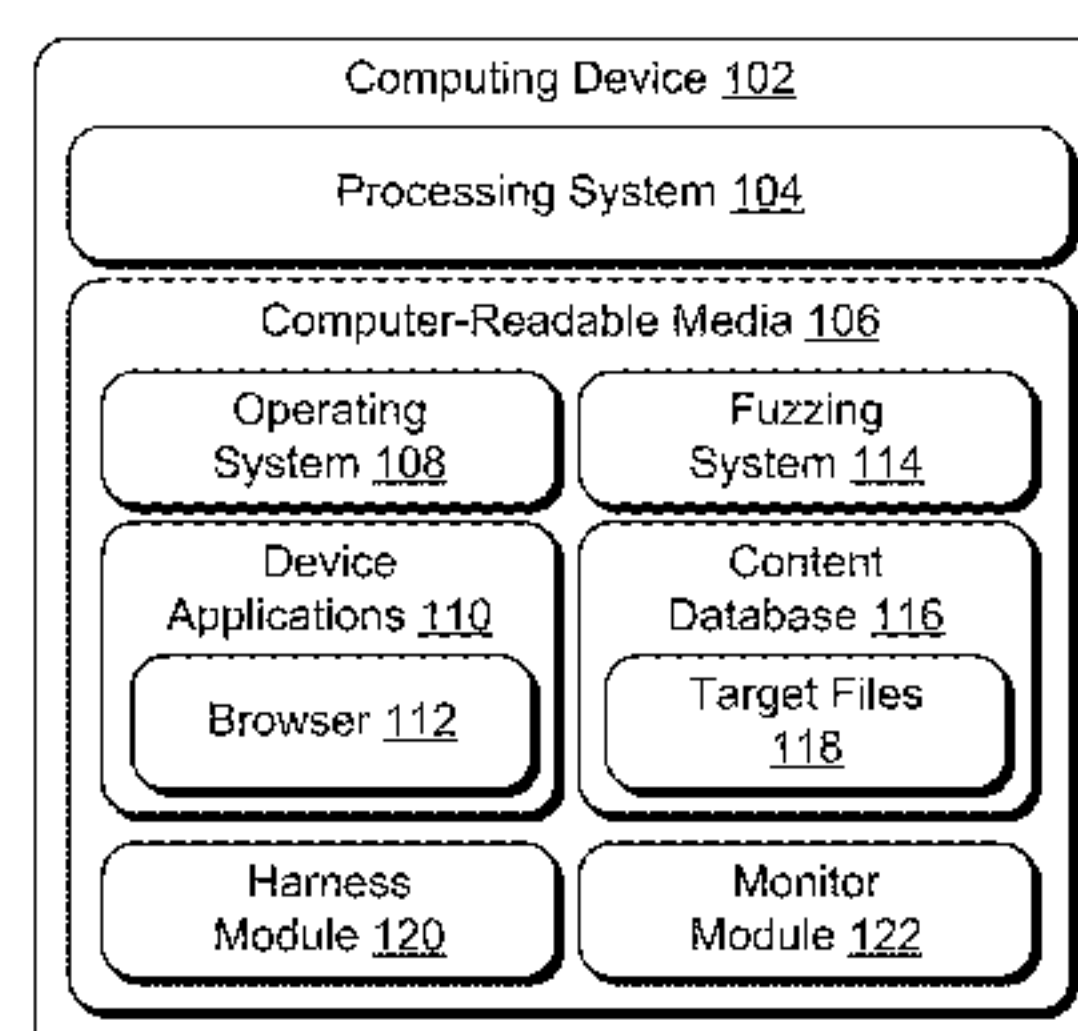 Computing Device 102
Processing System 104
Computer-Readable Media 106
Operating
System 108
Fuzzing
System 114
Device
Applications 110
Browser 112
Content
Database 116
Target Files
118
Harness
Module 120
Monitor
Module 122